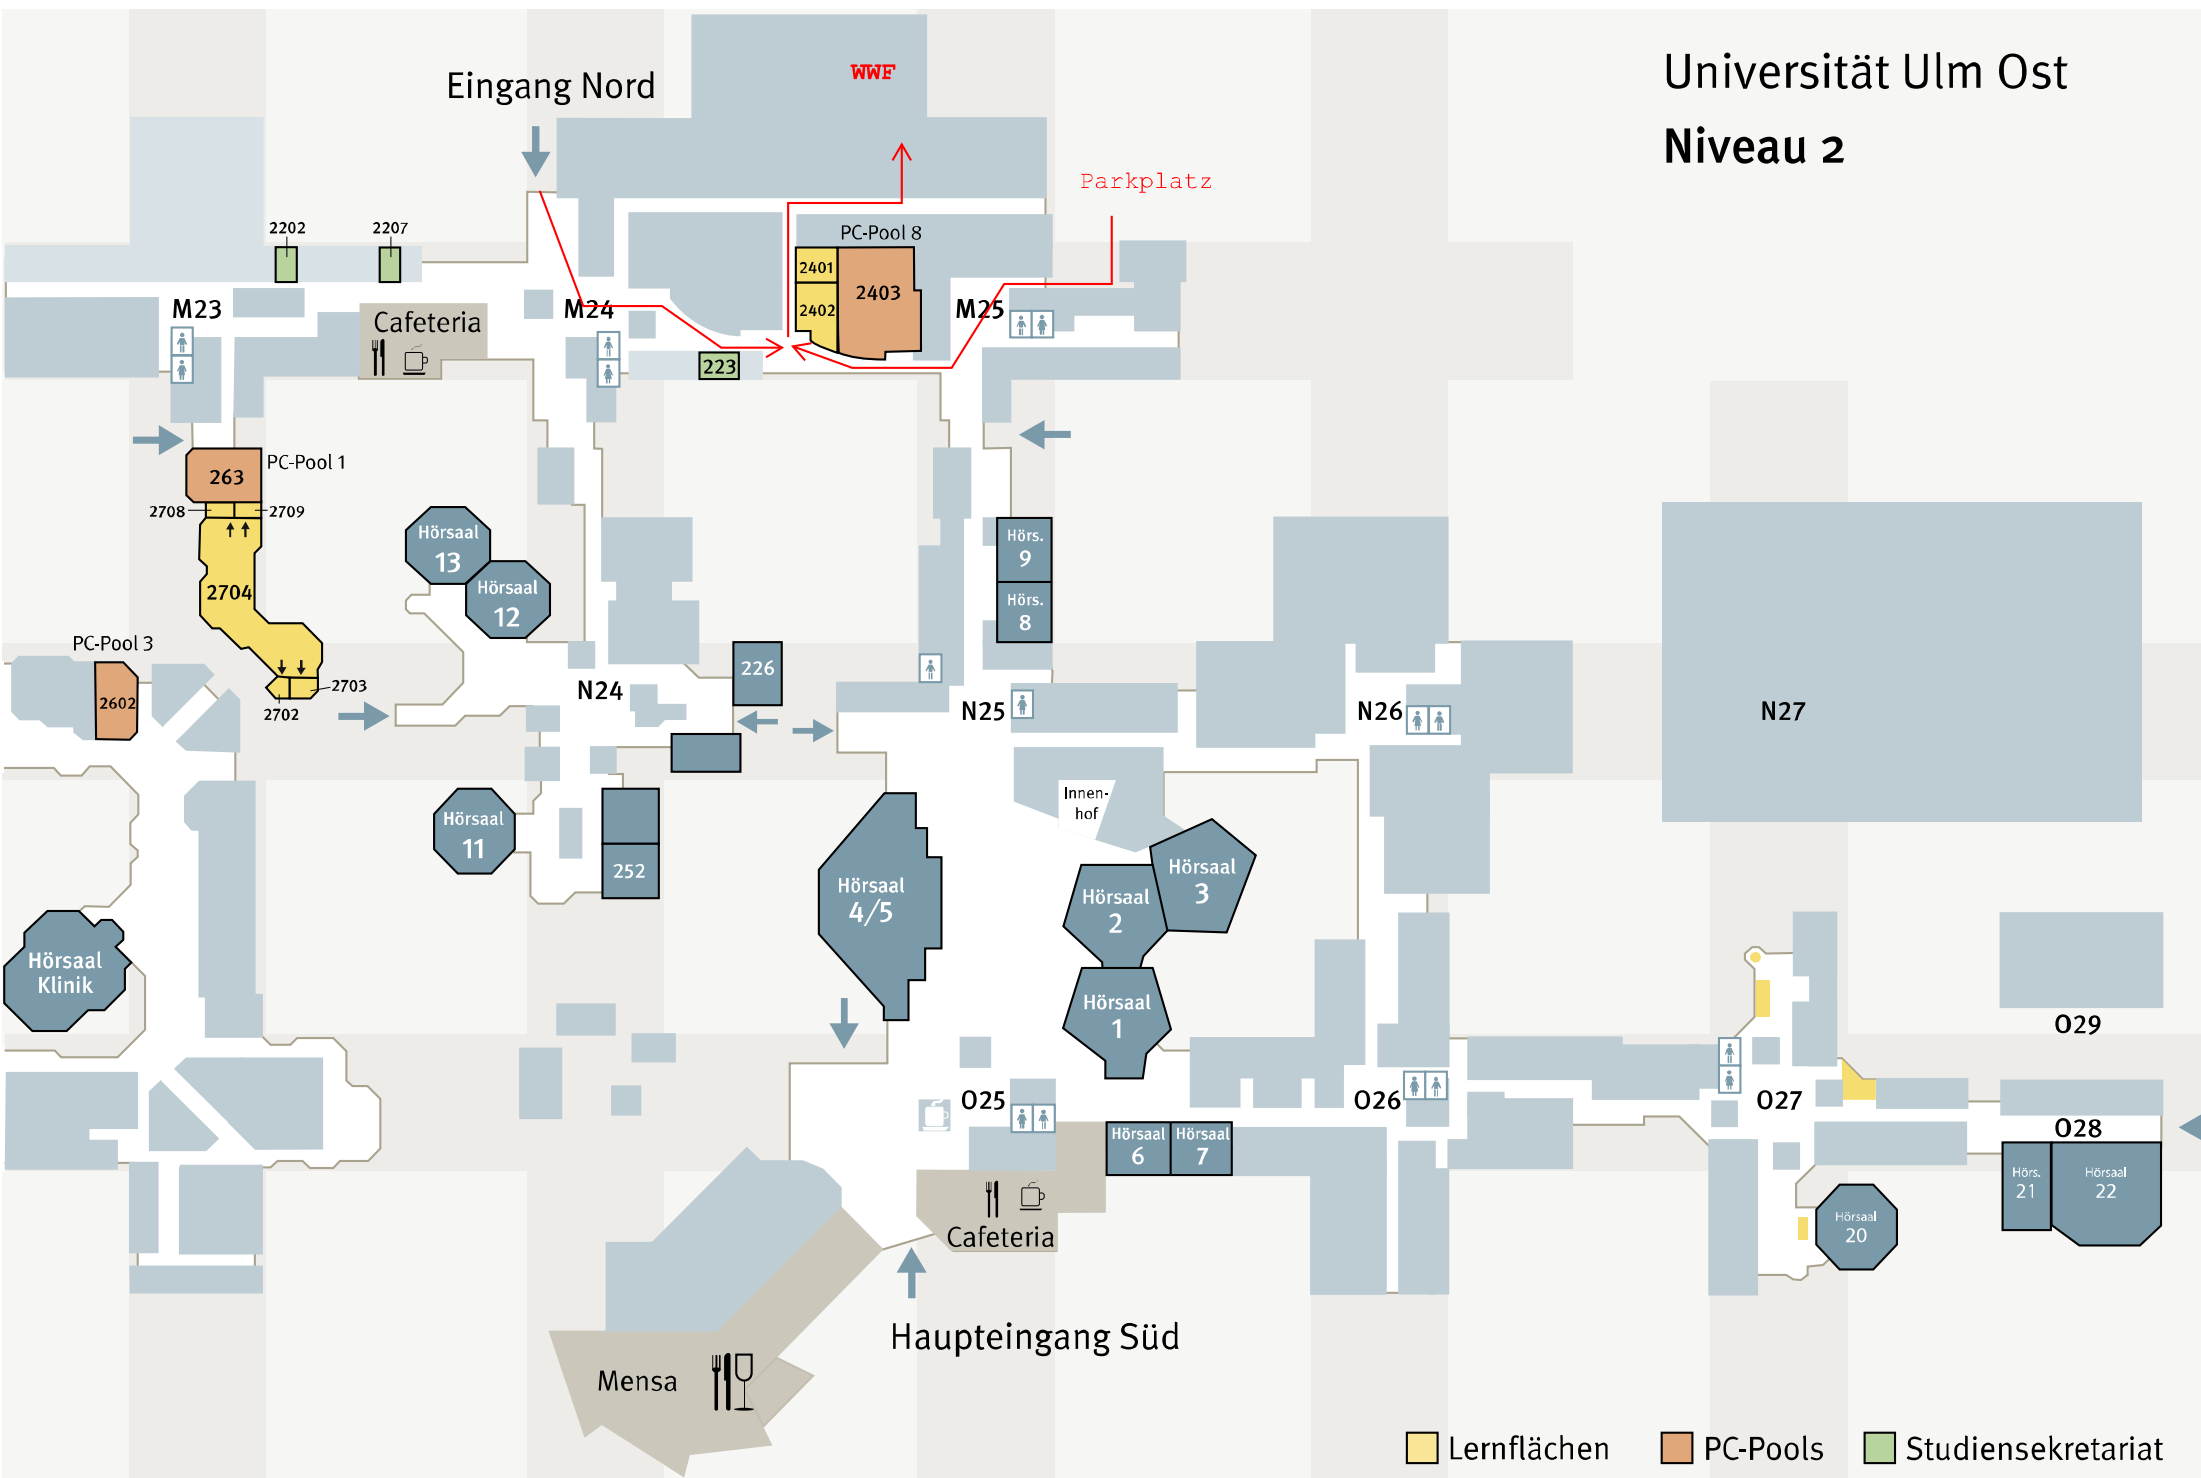 Universität Ulm Ost
Niveau 2
WWF
Eingang Nord
Parkplatz
2202
2207
PC-Pool 8
2401
2402
2403
M23
M24
M25
Cafeteria
223
263
PC-Pool 1
2708
2709
2704
Hörsaal
13
Hörsaal
12
Hörs.
9
Hörs.
8
PC-Pool 3
2602
2703
2702
226
N24
N25
N26
N27
Innen-
hof
Hörsaal
11
252
Hörsaal
4/5
Hörsaal
3
Hörsaal
2
Hörsaal
1
Hörsaal
Klinik
O29
O25
O26
O27
O28
Hörsaal
6
Hörsaal
7
Hörs.
21
Hörsaal
22
Hörsaal
20
Cafeteria
Haupteingang Süd
Mensa
Lernflächen
PC-Pools
Studiensekretariat